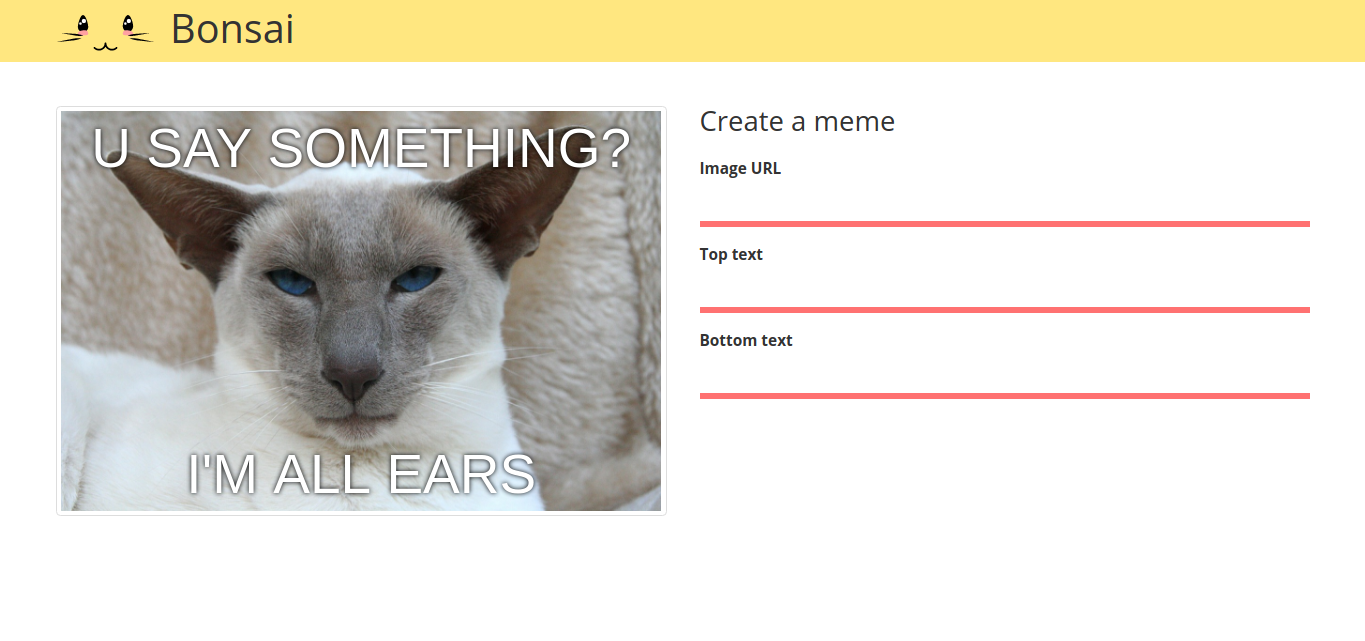 Bonsai
U SAY SOMETHING?
I'M ALL EARS
Create a meme
Image URL
Top text
Bottom text